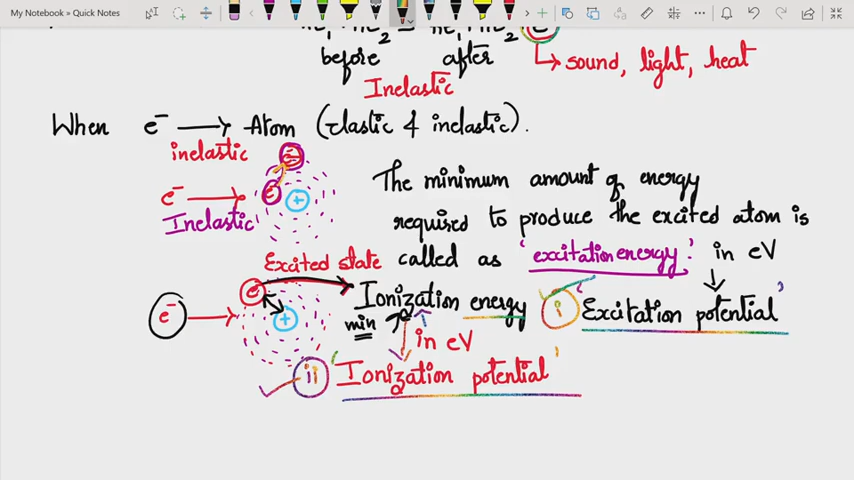 My Notebook » Quick Notes
before after
sound, light, heat
Inelastic
When e⁻ → Atom (elastic & inelastic).
inelastic
e⁻ → e +
Inelastic
The minimum amount of energy
required to produce the excited atom is
called as 'excitation energy'. in eV
Excited state
e
e⁻ → +
Ionization energy
min
i 'Excitation potential'
in eV
ii 'Ionization potential'